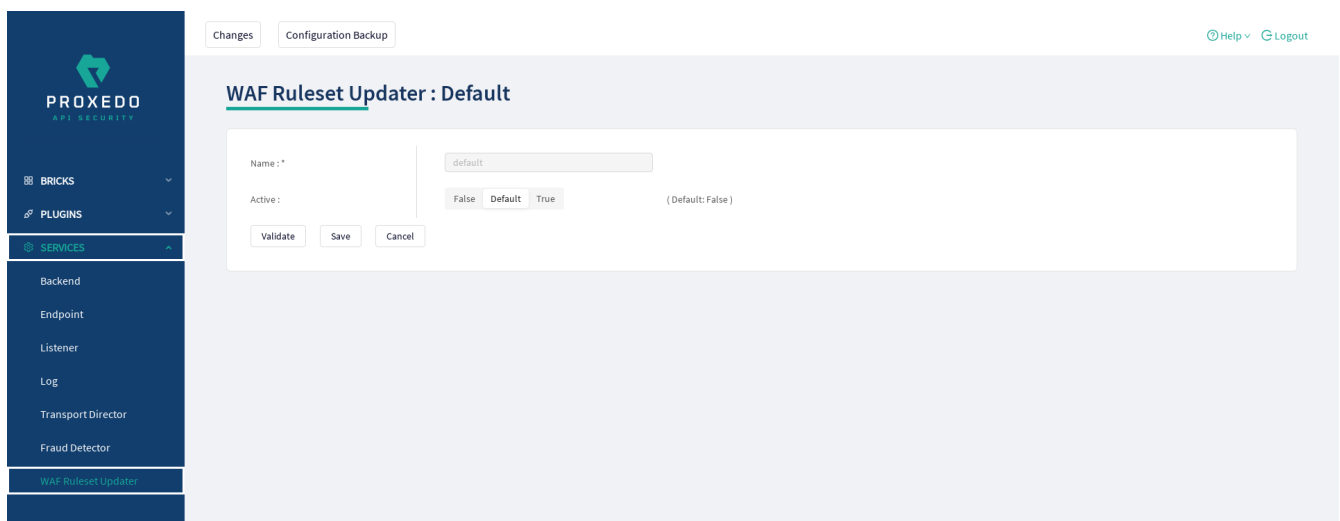 Changes
Configuration Backup
Help
Logout
PROXEDO
API SECURITY
WAF Ruleset Updater : Default
Name : *
default
Active :
False Default True
( Default: False )
Validate
Save
Cancel
BRICKS
PLUGINS
SERVICES
Backend
Endpoint
Listener
Log
Transport Director
Fraud Detector
WAF Ruleset Updater